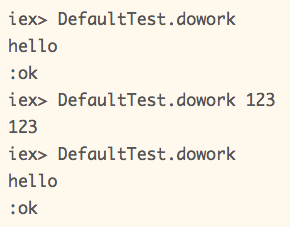 iex> DefaultTest.dowork
hello
:ok
iex> DefaultTest.dowork 123
123
iex> DefaultTest.dowork
hello
:ok